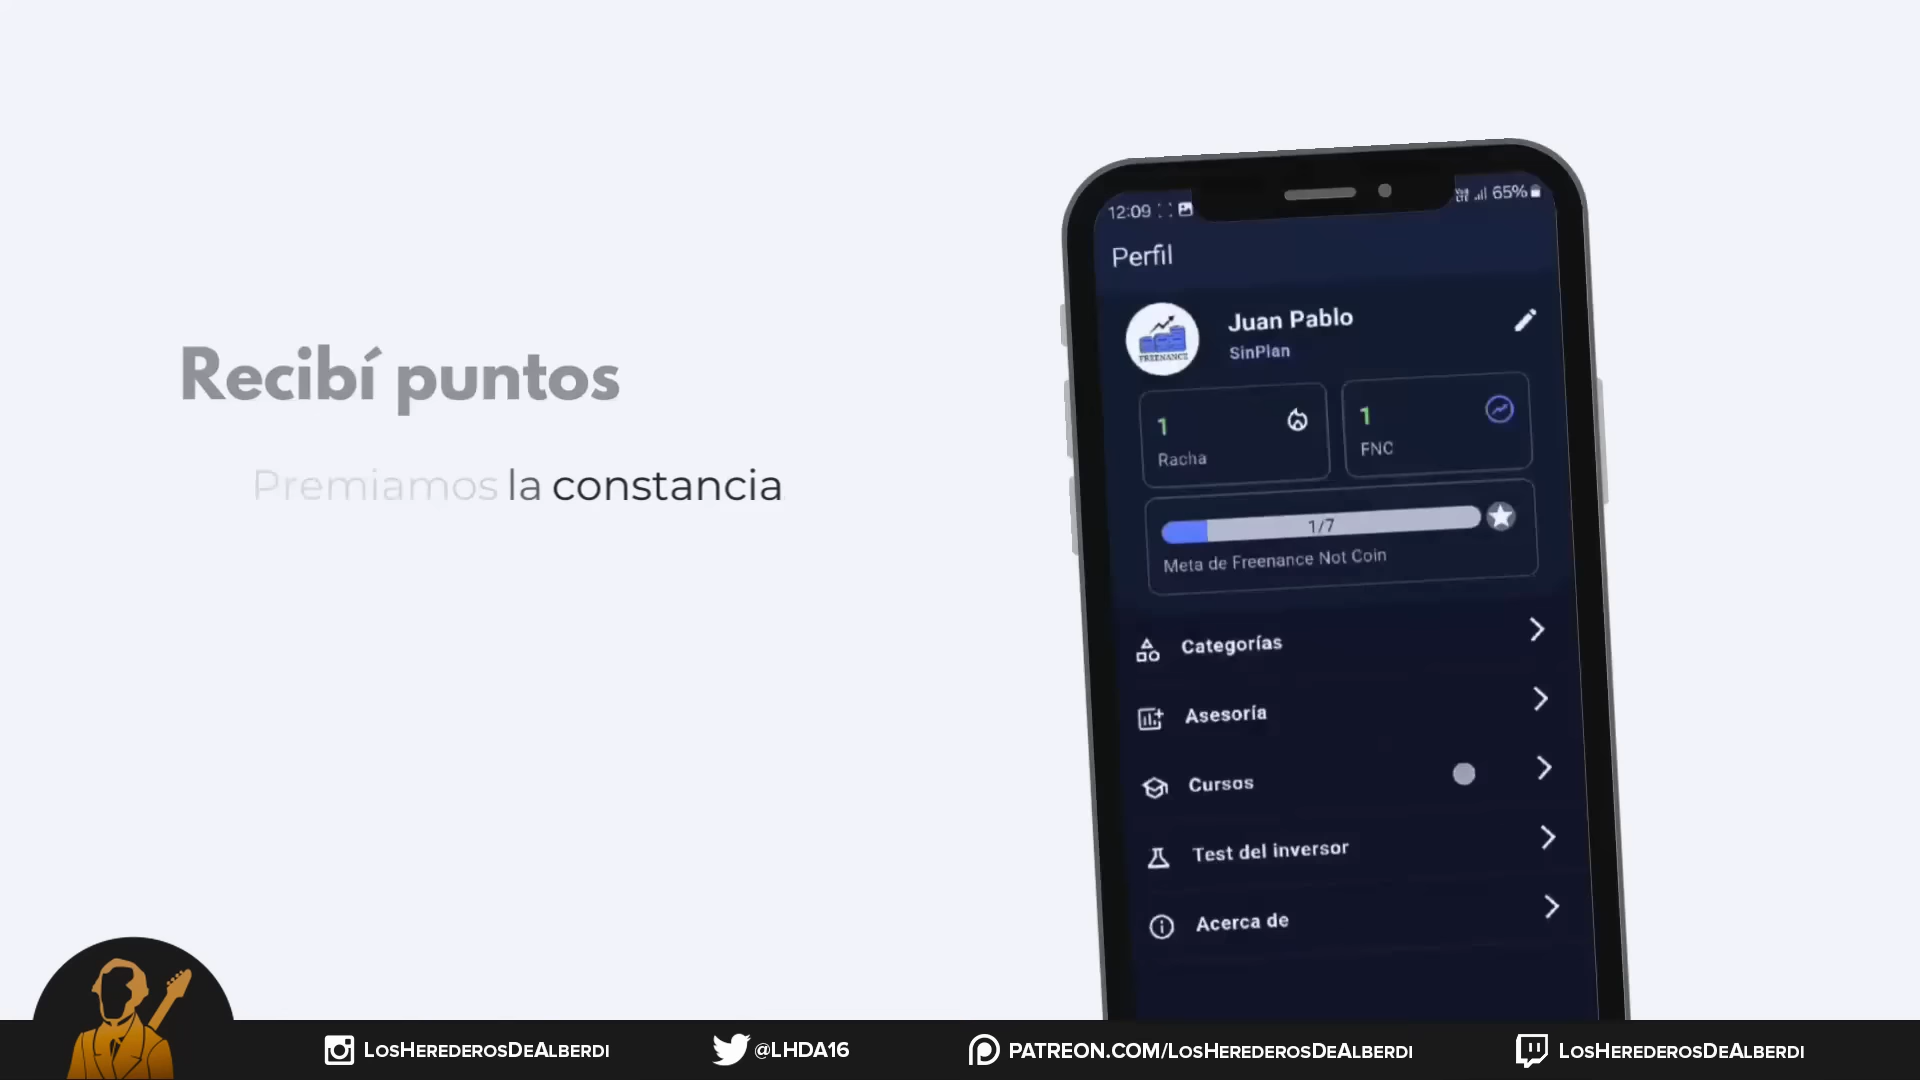 Recibí puntos
Premiamos la constancia
12:09
65%
Perfil
FREENANCE
Juan Pablo
SinPlan
1
Racha
1
FNC
1/7
Meta de Freenance Not Coin
Categorías
Asesoría
Cursos
Test del inversor
Acerca de
LosHerederosDeAlberdi
@LHDA16
PATREON.COM/LosHerederosDeAlberdi
LosHerederosDeAlberdi